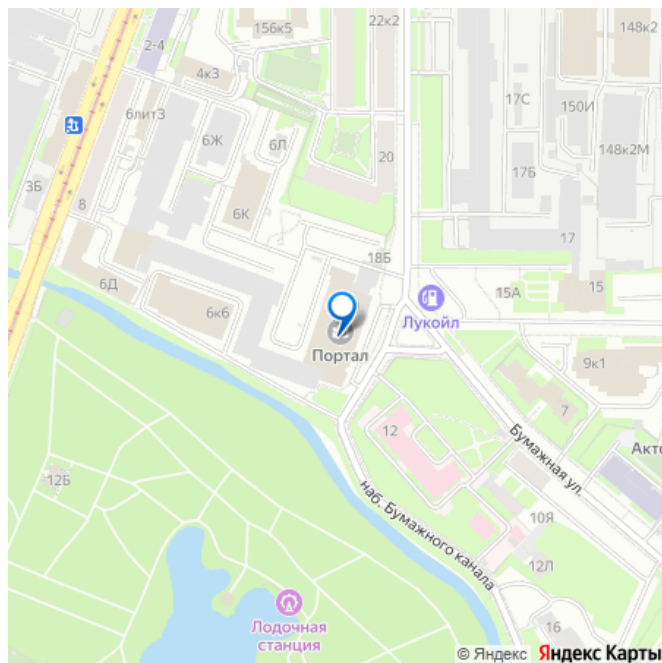 156к5
22к2
148к2
2-4
4к3
17С
150И
6литЗ
6Ж
6Л
148к2М
20
17Б
3Б
8
6К
17
18Б
6Д
15А
15
6к6
Лукойл
Портал
9к1
7
12
Бумажная ул.
Акто
12Б
наб. Бумажного канала
10Я
12Л
Лодочная
станция
16
© Яндекс Яндекс Карты